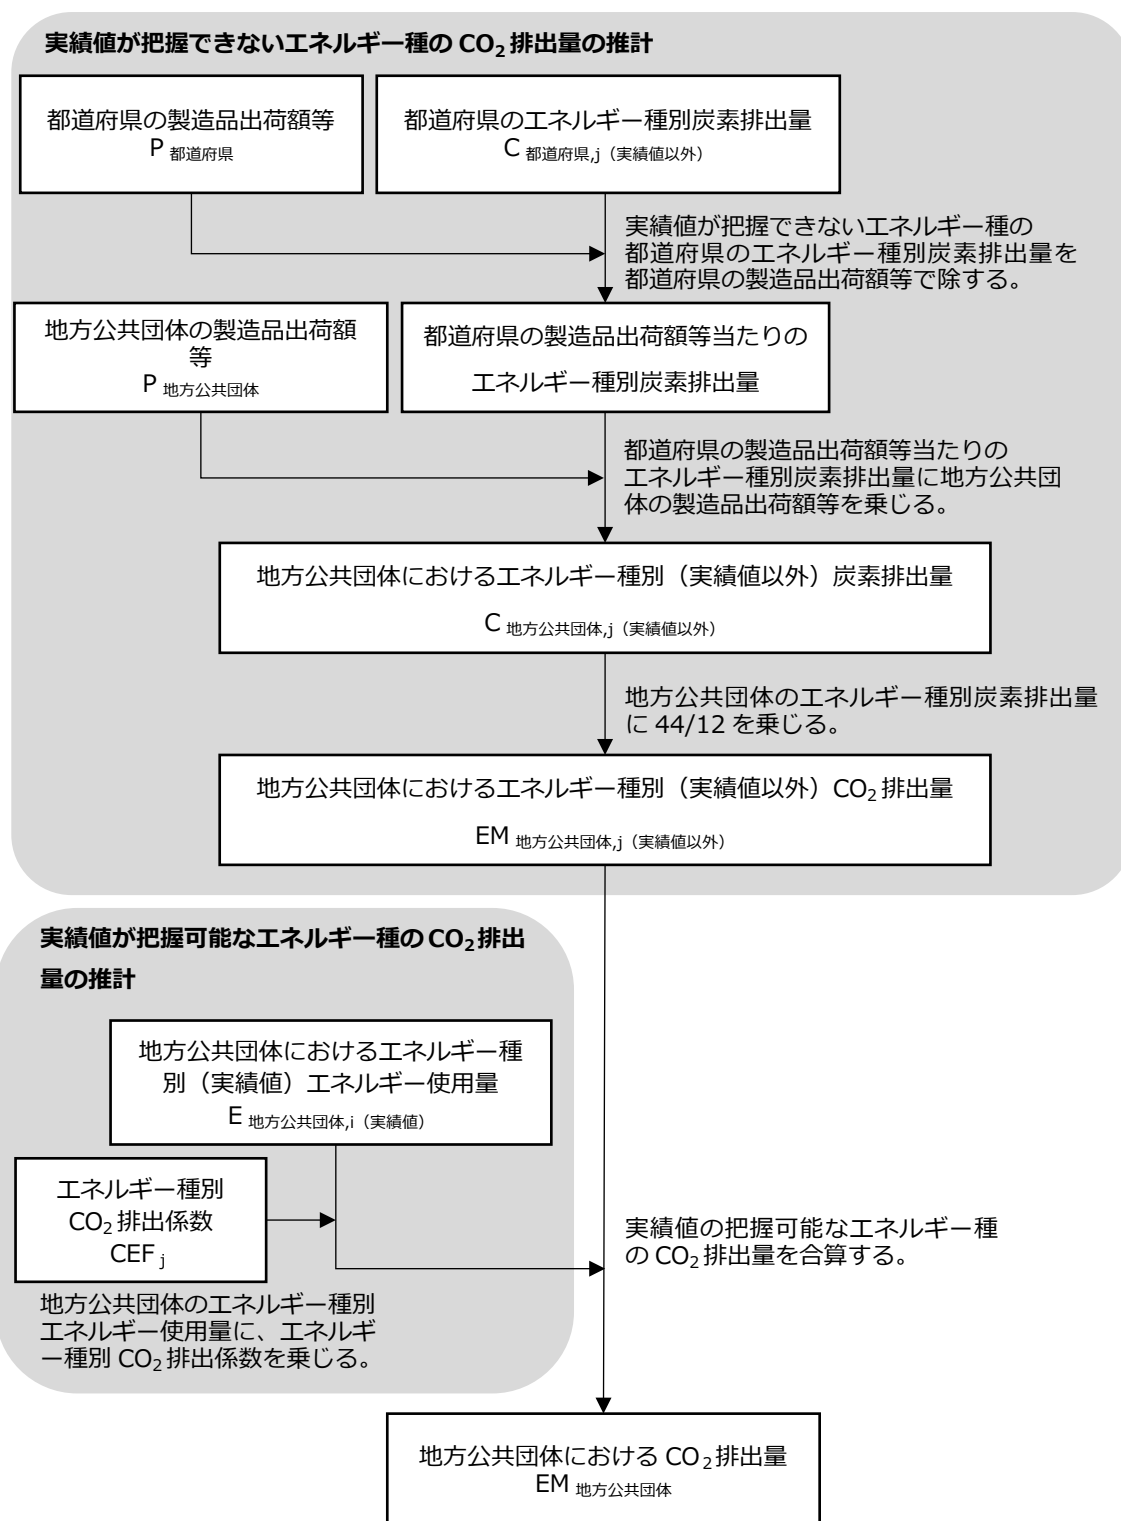 実績値が把握できないエネルギー種の CO2 排出量の推計
都道府県の製造品出荷額等
P 都道府県
都道府県のエネルギー種別炭素排出量
C 都道府県,j（実績値以外）
実績値が把握できないエネルギー種の
都道府県のエネルギー種別炭素排出量を
都道府県の製造品出荷額等で除する。
地方公共団体の製造品出荷額
等
P 地方公共団体
都道府県の製造品出荷額等当たりの
エネルギー種別炭素排出量
都道府県の製造品出荷額等当たりの
エネルギー種別炭素排出量に地方公共団
体の製造品出荷額等を乗じる。
地方公共団体におけるエネルギー種別（実績値以外）炭素排出量
C 地方公共団体,j（実績値以外）
地方公共団体のエネルギー種別炭素排出量
に 44/12 を乗じる。
地方公共団体におけるエネルギー種別（実績値以外）CO2 排出量
EM 地方公共団体,j（実績値以外）
実績値が把握可能なエネルギー種の CO2 排出
量の推計
地方公共団体におけるエネルギー種
別（実績値）エネルギー使用量
E 地方公共団体,i（実績値）
エネルギー種別
CO2 排出係数
CEF j
地方公共団体のエネルギー種別
エネルギー使用量に、エネルギ
ー種別 CO2 排出係数を乗じる。
実績値の把握可能なエネルギー種
の CO2 排出量を合算する。
地方公共団体における CO2 排出量
EM 地方公共団体